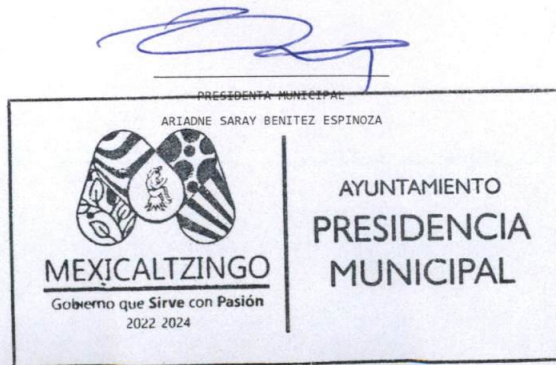 PRESIDENTA MUNICIPAL
ARIADNE SARAY BENITEZ ESPINOZA
MEXICALTZINGO
Gobierno que Sirve con Pasión
2022 2024
AYUNTAMIENTO
PRESIDENCIA
MUNICIPAL